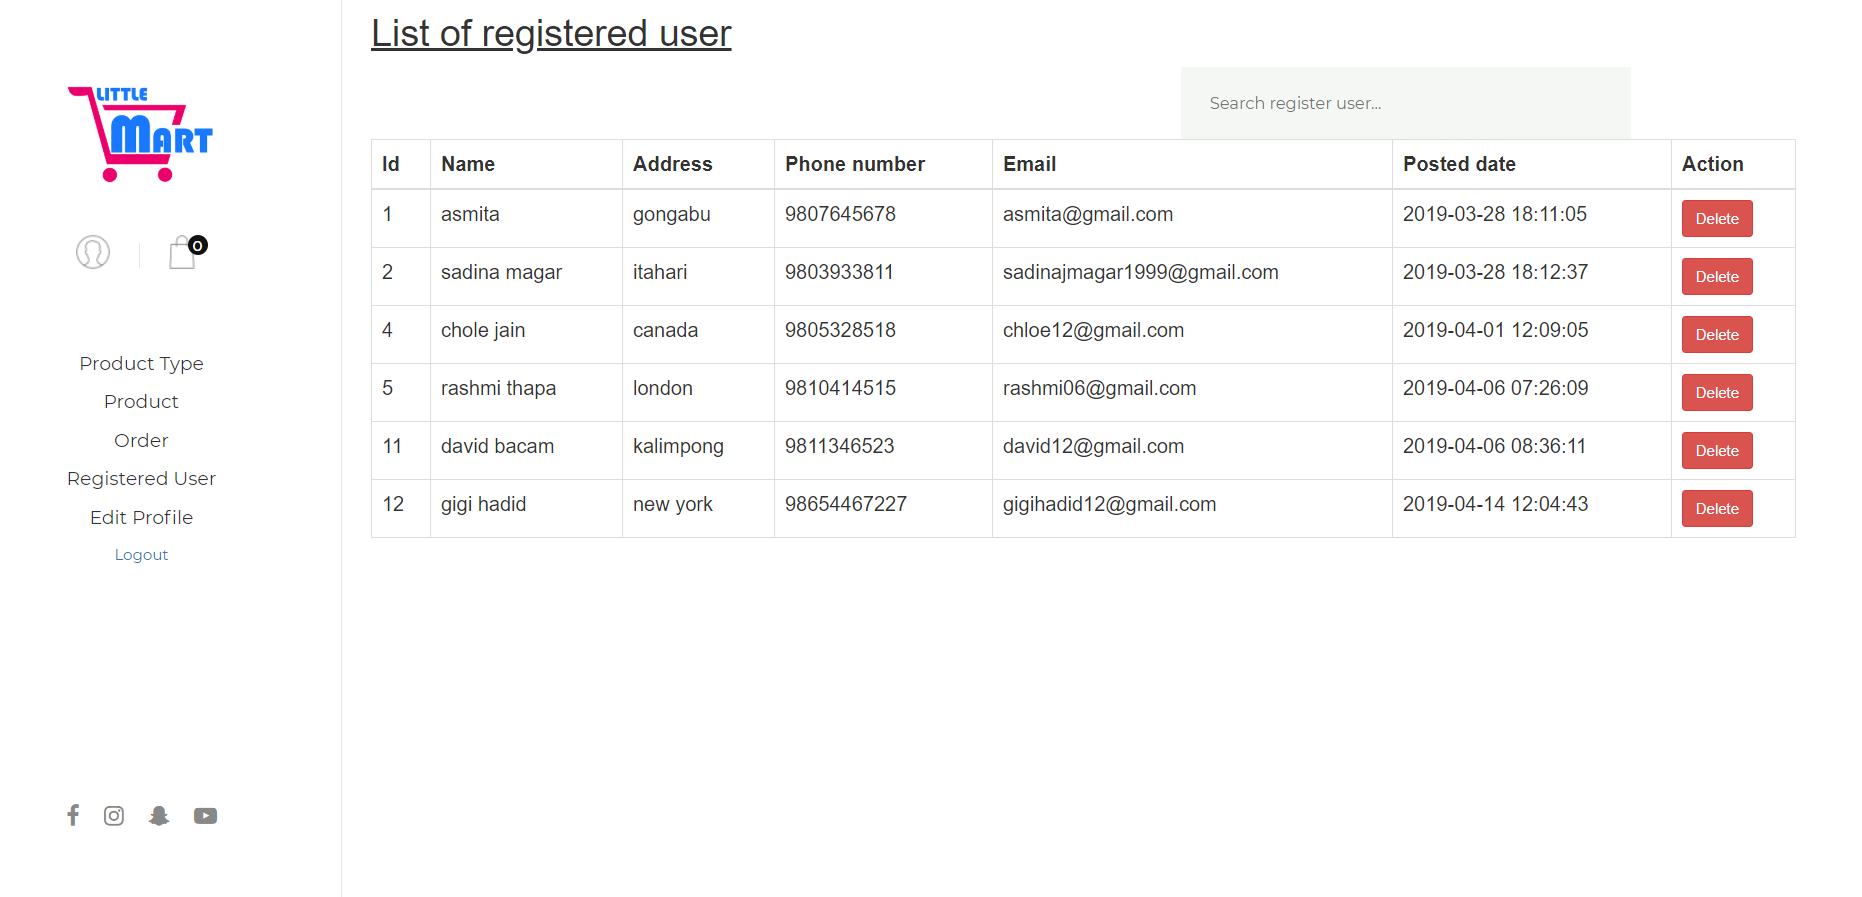 LITTLE
MART
0
Product Type
Product
Order
Registered User
Edit Profile
Logout
List of registered user
Search register user...
Id Name Address Phone number Email Posted date Action
1 asmita gongabu 9807645678 asmita@gmail.com 2019-03-28 18:11:05 Delete
2 sadina magar itahari 9803933811 sadinajmagar1999@gmail.com 2019-03-28 18:12:37 Delete
4 chole jain canada 9805328518 chloe12@gmail.com 2019-04-01 12:09:05 Delete
5 rashmi thapa london 9810414515 rashmi06@gmail.com 2019-04-06 07:26:09 Delete
11 david bacam kalimpong 9811346523 david12@gmail.com 2019-04-06 08:36:11 Delete
12 gigi hadid new york 98654467227 gigihadid12@gmail.com 2019-04-14 12:04:43 Delete